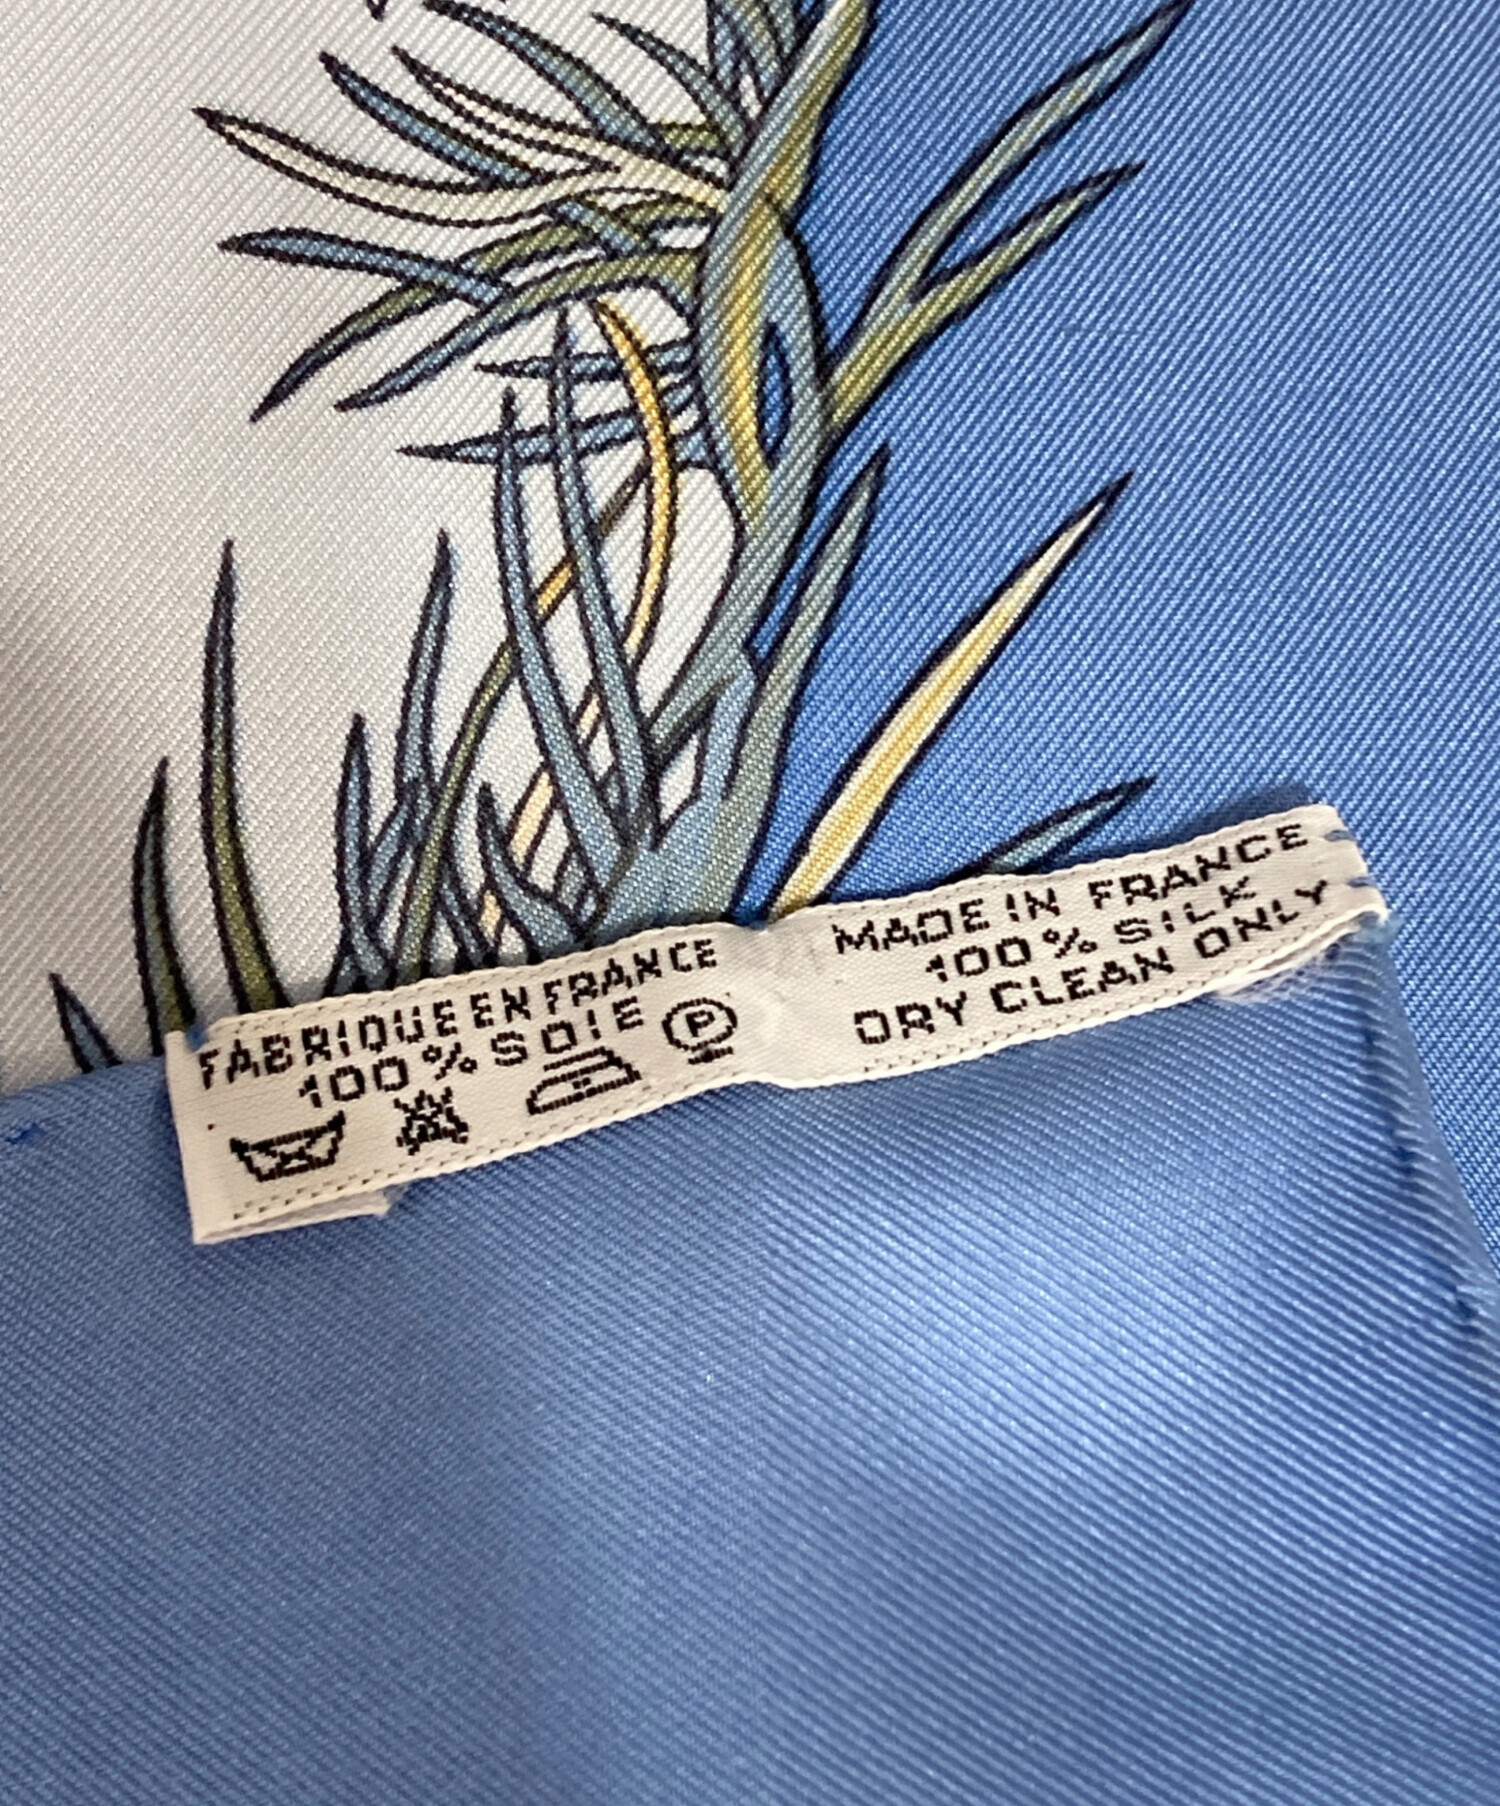 FABRIQUE EN FRANCE
100% SOIE
P
MADE IN FRANCE
100% SILK
DRY CLEAN ONLY